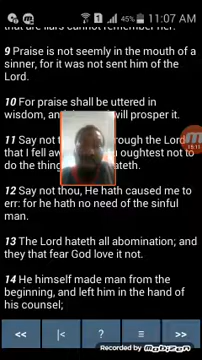 45% 11:07 AM
that are liars cannot remember her.
9 Praise is not seemly in the mouth of a
sinner, for it was not sent him of the
Lord.
10 For praise shall be uttered in
wisdom, and will prosper it.
11 Say not through the Lord
that I fell oughtest not to
do the hateth.
12 Say not thou, He hath caused me to
err: for he hath no need of the sinful
man.
13 The Lord hateth all abomination; and
they that fear God love it not.
14 He himself made man from the
beginning, and left him in the hand of
his counsel;
<< |< ? ≡ >>
Recorded by